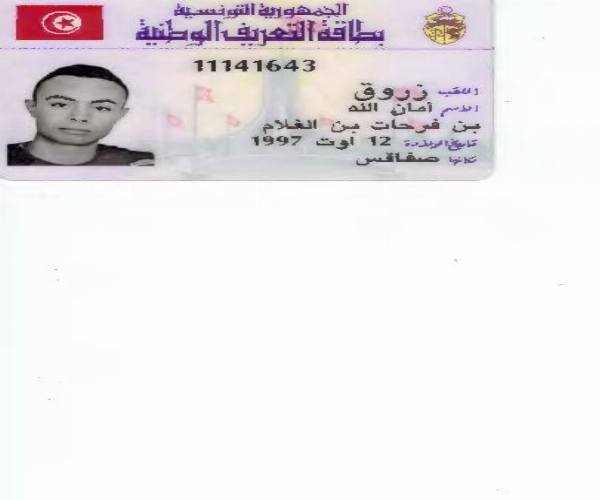 الجمهورية التونسية
بطاقة التعريف الوطنية
11141643
اللقب زروق
الاسم أمان الله
بن فرحات بن الغلام
تاريخ الولادة 12 أوت 1997
مكانها صفاقس